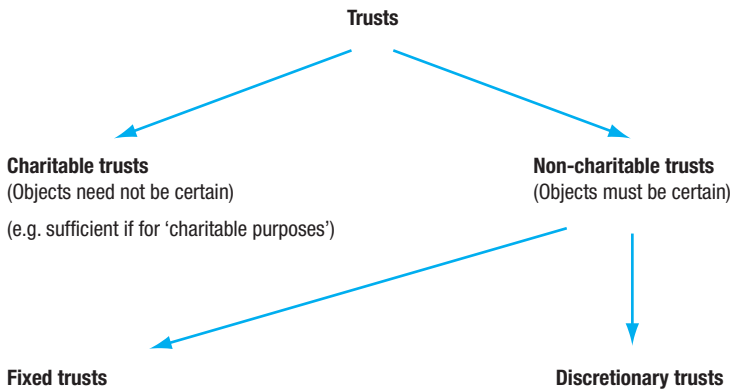 Trusts
Charitable trusts
(Objects need not be certain)
(e.g. sufficient if for ‘charitable purposes’)
Non-charitable trusts
(Objects must be certain)
Fixed trusts
Discretionary trusts